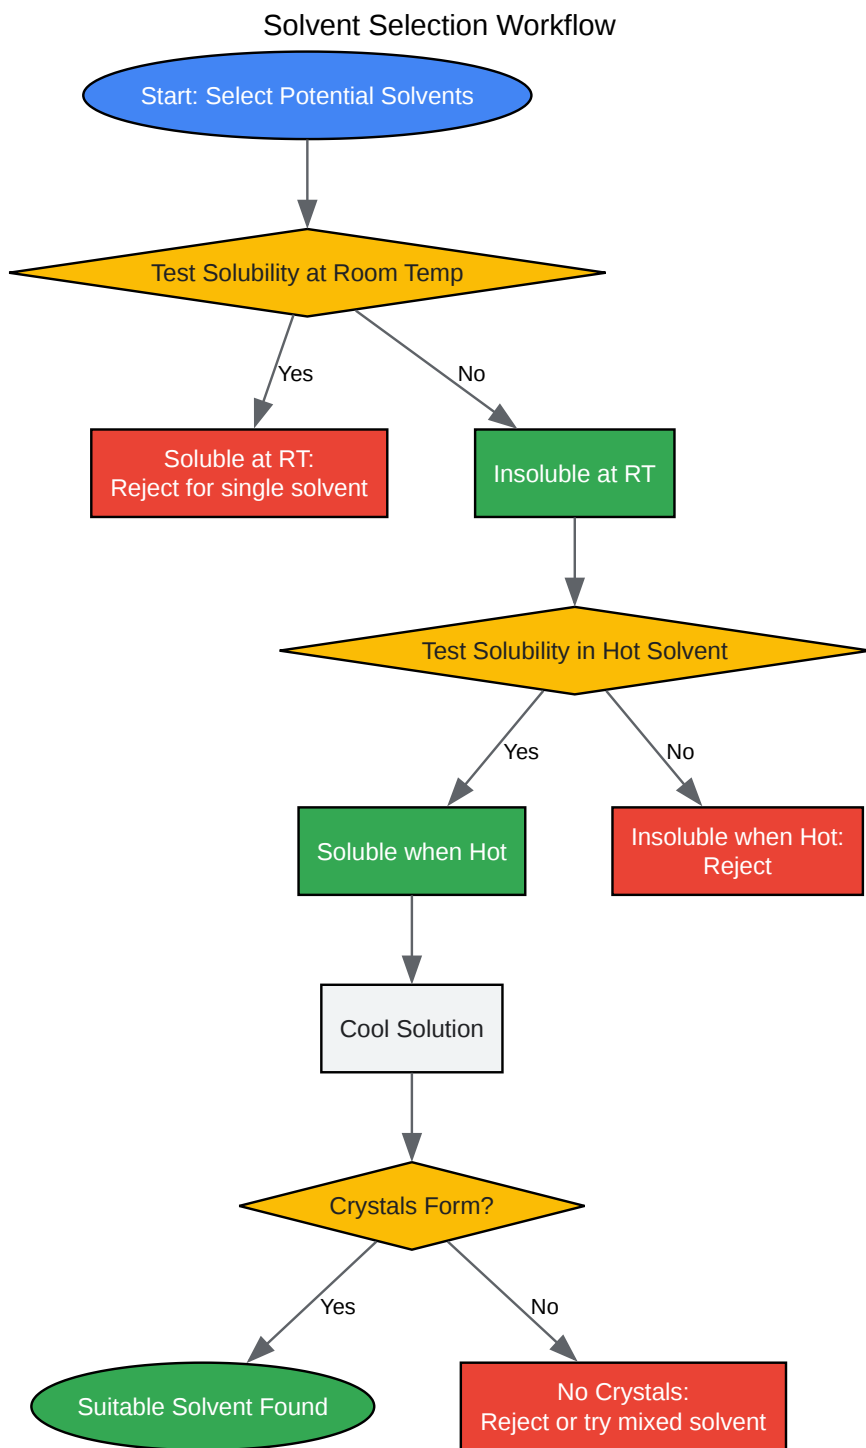 Solvent Selection Workflow
Start: Select Potential Solvents
Test Solubility at Room Temp
Yes
No
Soluble at RT:
Reject for single solvent
Insoluble at RT
Test Solubility in Hot Solvent
Yes
No
Soluble when Hot
Insoluble when Hot:
Reject
Cool Solution
Crystals Form?
Yes
No
Suitable Solvent Found
No Crystals:
Reject or try mixed solvent